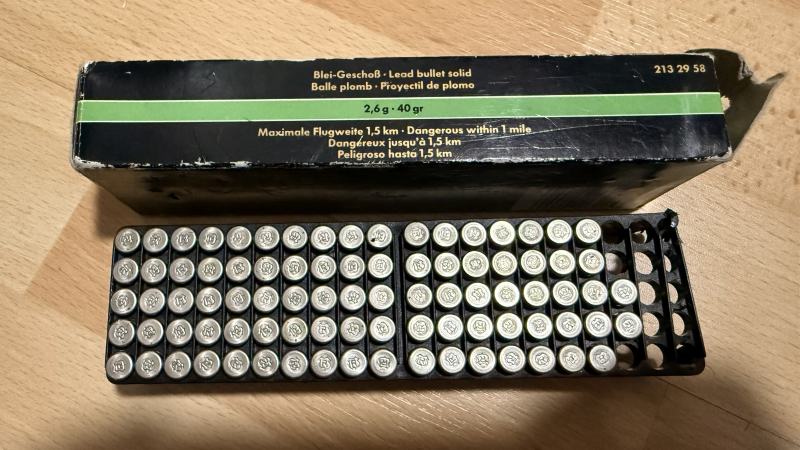 Blei-Geschoß · Lead bullet solid
213 29 58
Balle plomb · Proyectil de plomo
2,6 g · 40 gr
Maximale Flugweite 1,5 km · Dangerous within 1 mile
Dangereux jusqu'à 1,5 km
Peligroso hasta 1,5 km